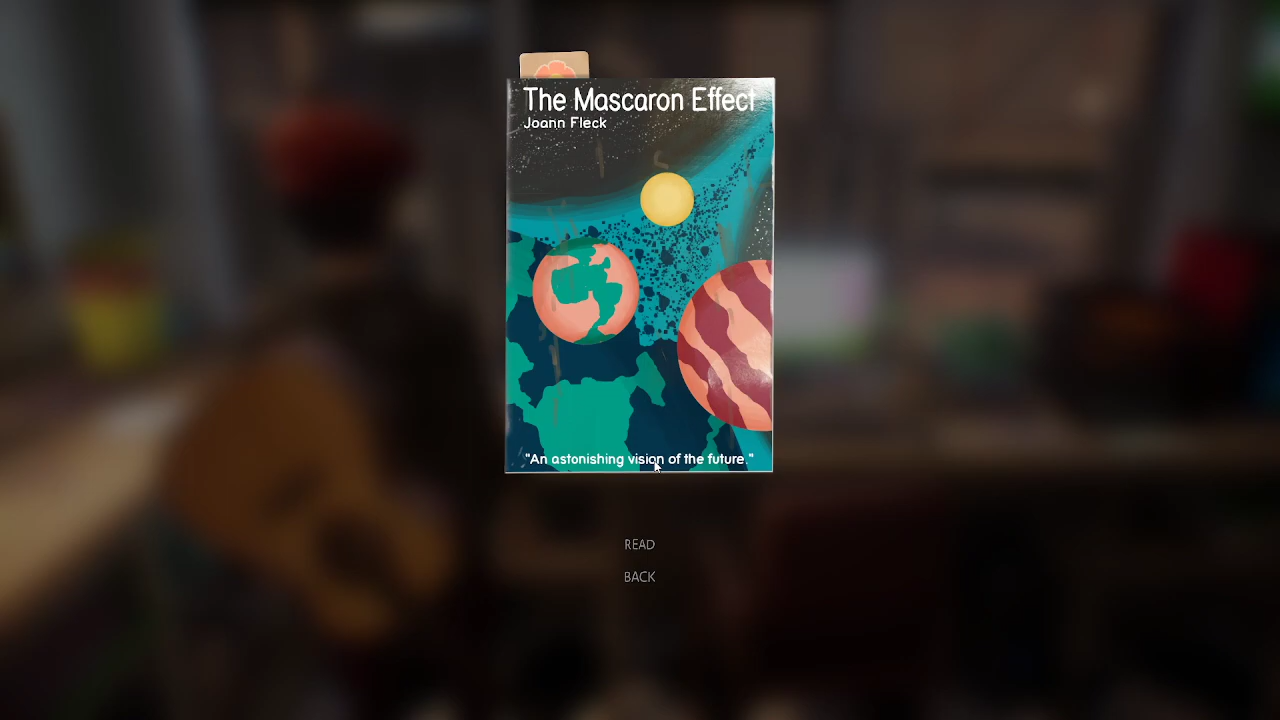 The Mascaron Effect
Joann Fleck
"An astonishing vision of the future."
READ
BACK